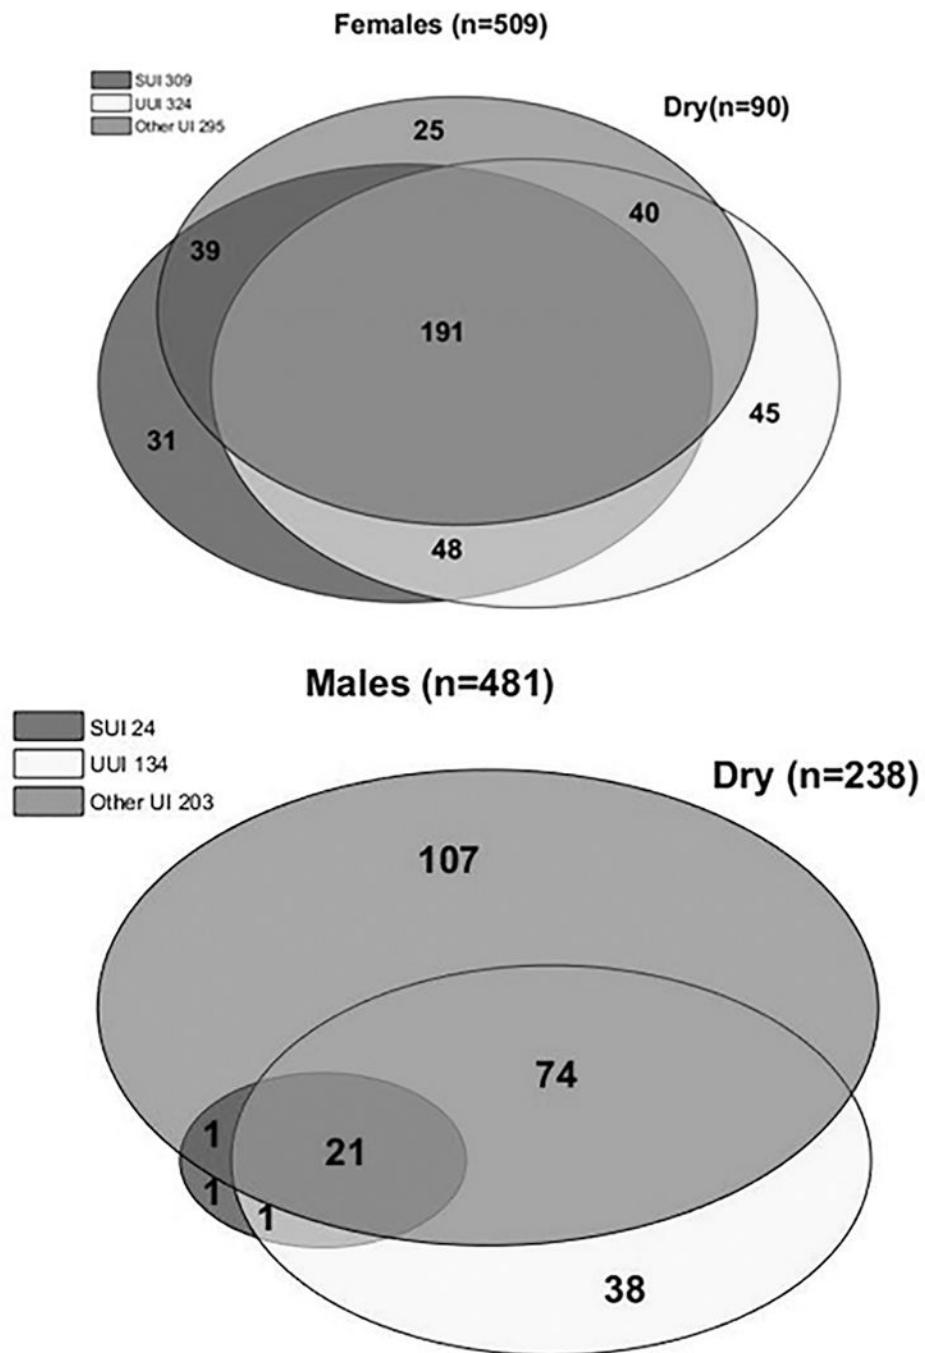 Females (n=509)
SUI 309
UUI 324
Other UI 295
Dry(n=90)
25
40
39
191
45
31
48
Males (n=481)
SUI 24
UUI 134
Other UI 203
Dry (n=238)
107
74
1
21
1
1
38